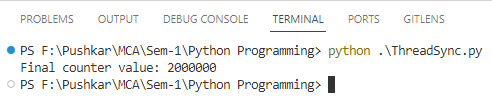 PROBLEMS OUTPUT DEBUG CONSOLE TERMINAL PORTS GITLENS
PS F:\Pushkar\MCA\Sem-1\Python Programming> python .\ThreadSync.py
Final counter value: 2000000
PS F:\Pushkar\MCA\Sem-1\Python Programming>